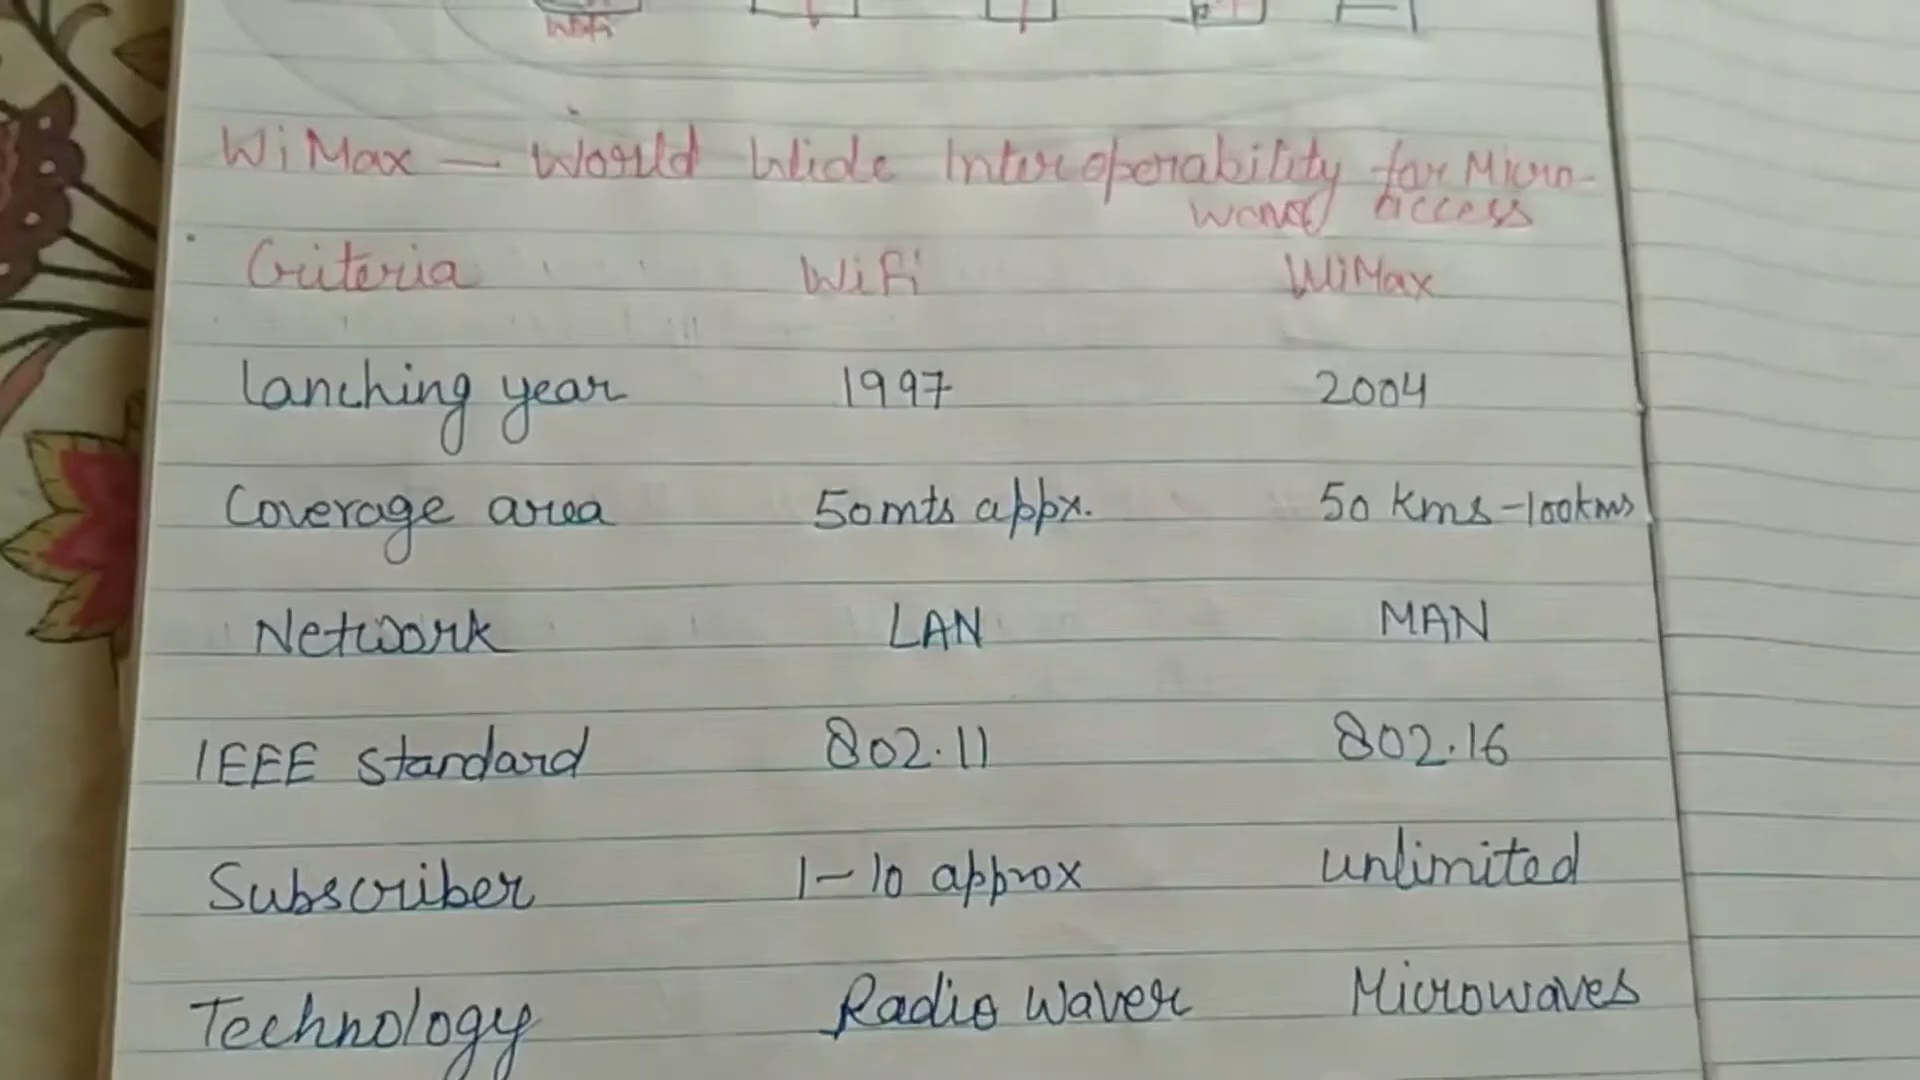 WiFi
WiMax — World Wide Interoperability for Micro-
wave access
Criteria WiFi WiMax
Lanching year 1997 2004
Coverage area 50mts appx. 50 kms-100kms
Network LAN MAN
IEEE standard 802.11 802.16
Subscriber 1-10 approx unlimited
Technology Radio Waver Microwaves